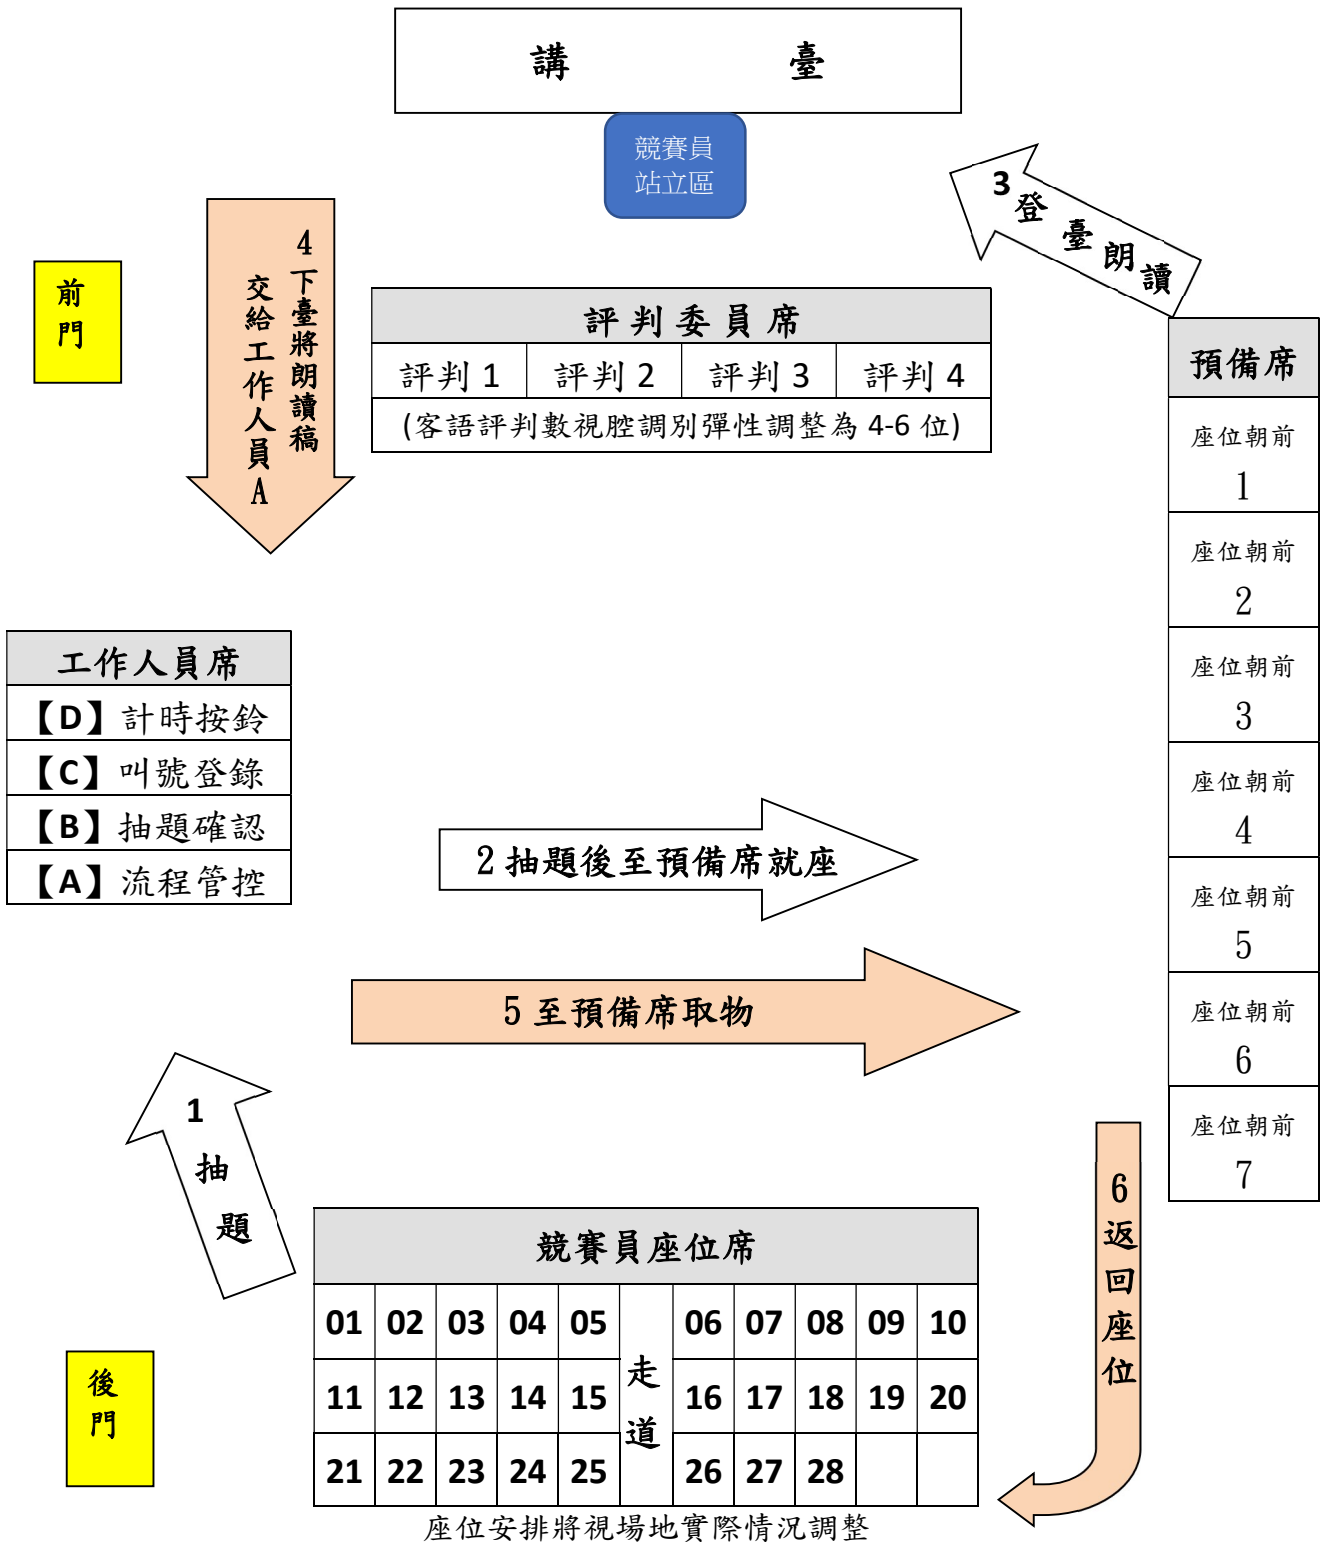 講 臺
競賽員
站立區
3 登 臺 朗 讀
4 下臺將朗讀稿
交給工作人員 A
前
門
評 判 委 員 席
評判 1 評判 2 評判 3 評判 4
(客語評判數視腔調別彈性調整為 4-6 位)
預備席
座位朝前
1
座位朝前
2
座位朝前
3
座位朝前
4
座位朝前
5
座位朝前
6
座位朝前
7
工作人員席
【D】計時按鈴
【C】叫號登錄
【B】抽題確認
【A】流程管控
2 抽題後至預備席就座
5 至預備席取物
1 抽 題
6 返 回 座 位
競賽員座位席
01 02 03 04 05 06 07 08 09 10
11 12 13 14 15 16 17 18 19 20
21 22 23 24 25 26 27 28
走
道
後
門
座位安排將視場地實際情況調整